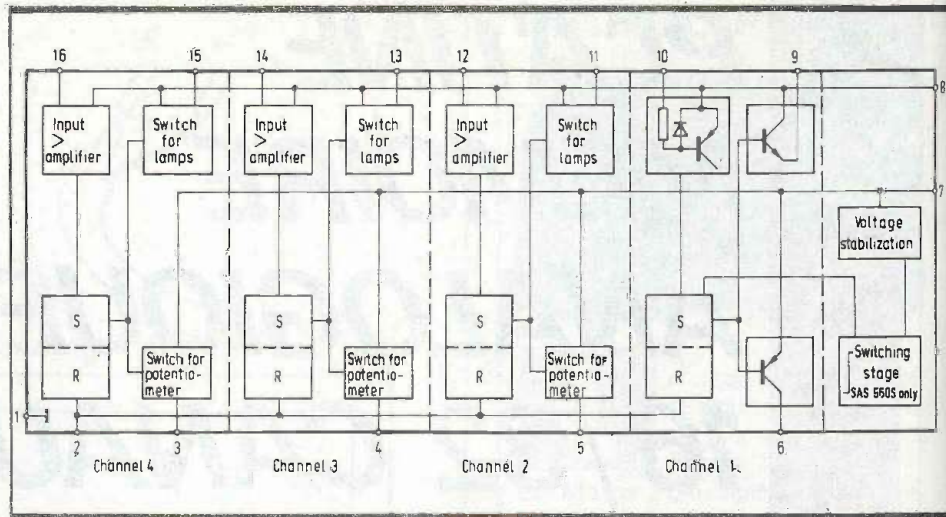 16 15 14 13 12 11 10 9
8
Input
>
amplifier
Switch
for
lamps
Input
>
amplifier
Switch
for
lamps
Input
>
amplifier
Switch
for
lamps
7
Voltage
stabilization
S
R
Switch for
potentio-
meter
S
R
Switch for
potentio-
meter
S
R
Switch for
potentio-
meter
S
R
Switching
stage
SAS 560S only
1
2 3 4 5 6
Channel 4 Channel 3 Channel 2 Channel 1